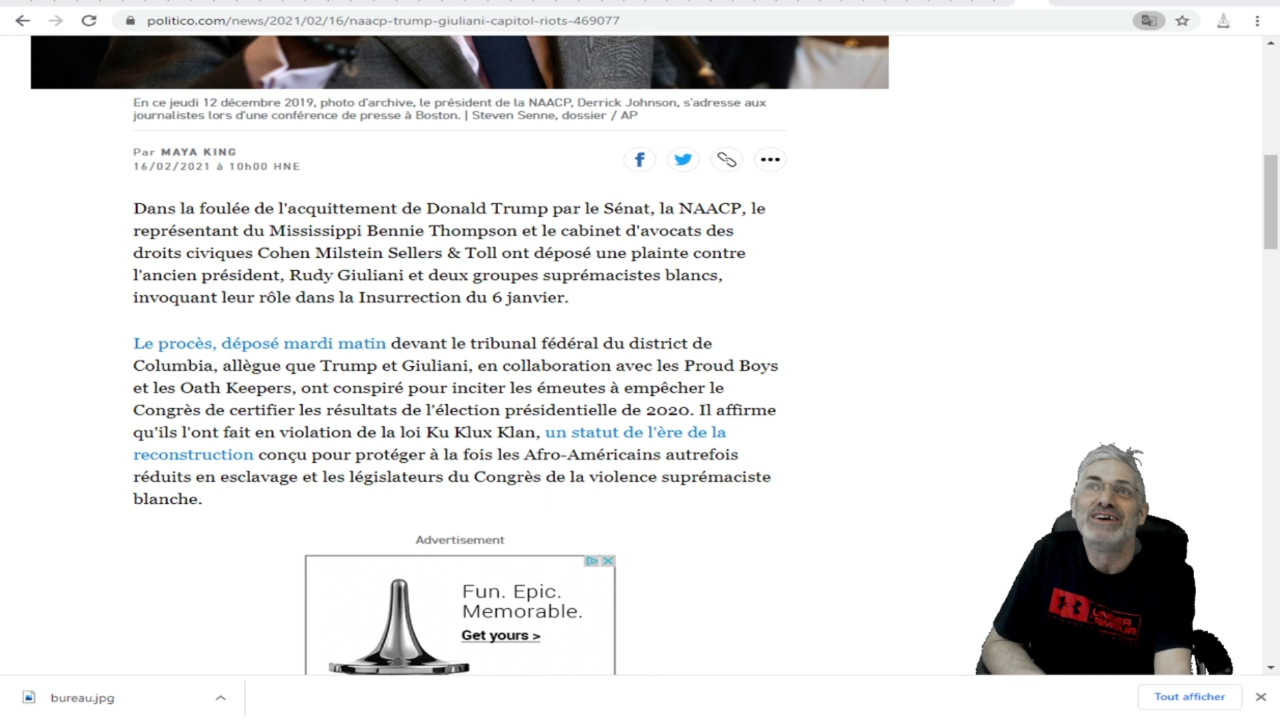 politico.com/news/2021/02/16/naacp-trump-giuliani-capitol-riots-469077
En ce jeudi 12 décembre 2019, photo d'archive, le président de la NAACP, Derrick Johnson, s'adresse aux
journalistes lors d'une conférence de presse à Boston. | Steven Senne, dossier / AP
Par MAYA KING
16/02/2021 à 10h00 HNE
Dans la foulée de l'acquittement de Donald Trump par le Sénat, la NAACP, le
représentant du Mississippi Bennie Thompson et le cabinet d'avocats des
droits civiques Cohen Milstein Sellers & Toll ont déposé une plainte contre
l'ancien président, Rudy Giuliani et deux groupes suprémacistes blancs,
invoquant leur rôle dans la Insurrection du 6 janvier.
Le procès, déposé mardi matin devant le tribunal fédéral du district de
Columbia, allègue que Trump et Giuliani, en collaboration avec les Proud Boys
et les Oath Keepers, ont conspiré pour inciter les émeutes à empêcher le
Congrès de certifier les résultats de l'élection présidentielle de 2020. Il affirme
qu'ils l'ont fait en violation de la loi Ku Klux Klan, un statut de l'ère de la
reconstruction conçu pour protéger à la fois les Afro-Américains autrefois
réduits en esclavage et les législateurs du Congrès de la violence suprémaciste
blanche.
Advertisement
Fun. Epic.
Memorable.
Get yours >
UNDER
ARMOUR
bureau.jpg
Tout afficher